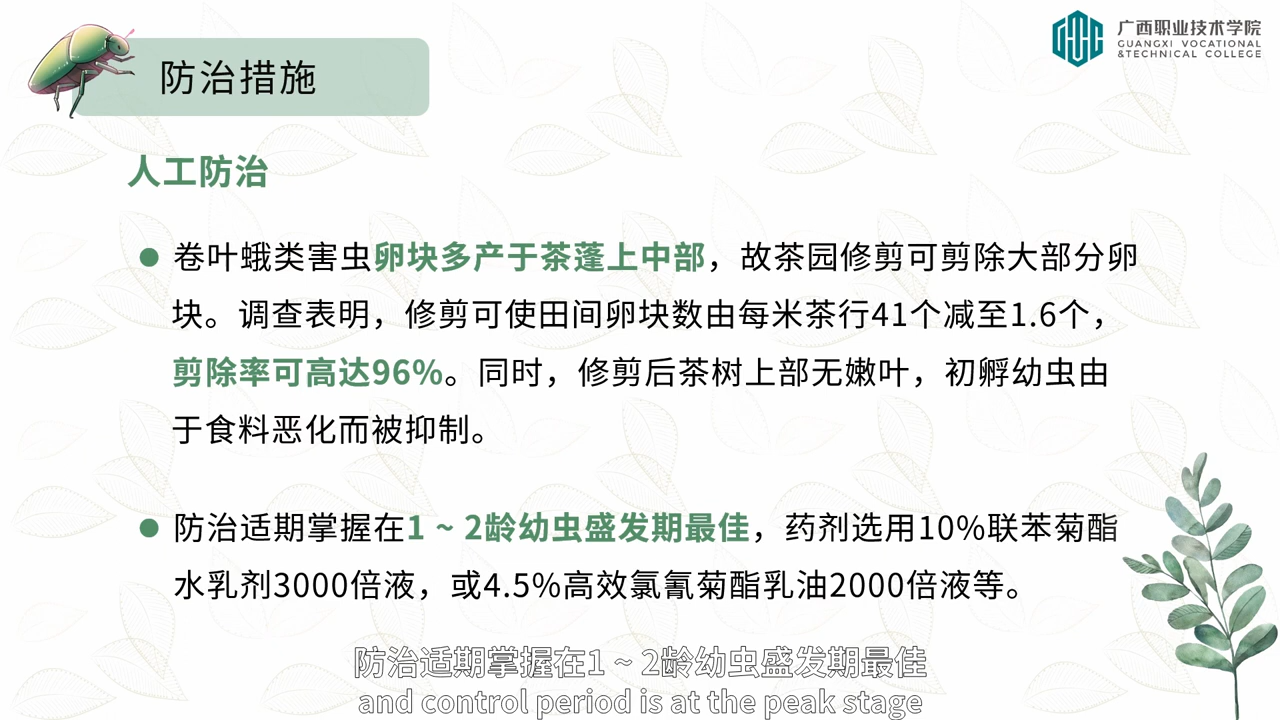 广西职业技术学院
GUANGXI VOCATIONAL
&TECHNICAL COLLEGE
防治措施
人工防治
卷叶蛾类害虫卵块多产于茶蓬上中部，故茶园修剪可剪除大部分卵
块。调查表明，修剪可使田间卵块数由每米茶行41个减至1.6个，
剪除率可高达96%。同时，修剪后茶树上部无嫩叶，初孵幼虫由
于食料恶化而被抑制。
防治适期掌握在1 ~ 2龄幼虫盛发期最佳，药剂选用10%联苯菊酯
水乳剂3000倍液，或4.5%高效氯氰菊酯乳油2000倍液等。
防治适期掌握在1 ~ 2龄幼虫盛发期最佳
and control period is at the peak stage